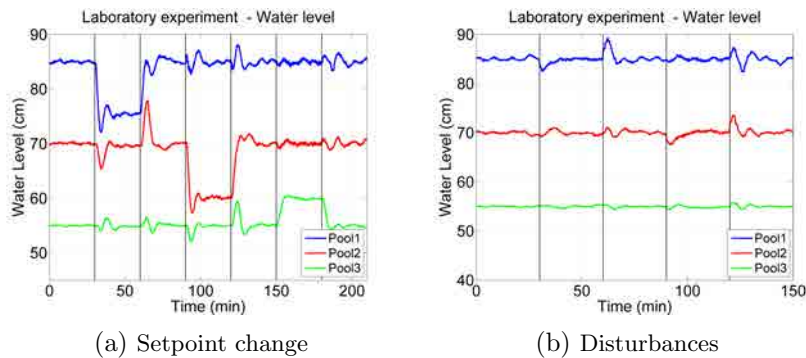 Laboratory experiment - Water level
90
80
70
60
50
Water Level (cm)
0
50
100
150
200
Time (min)
Pool1
Pool2
Pool3
(a) Setpoint change
Laboratory experiment - Water level
90
80
70
60
50
40
Water Level (cm)
0
50
100
150
Time (min)
Pool1
Pool2
Pool3
(b) Disturbances